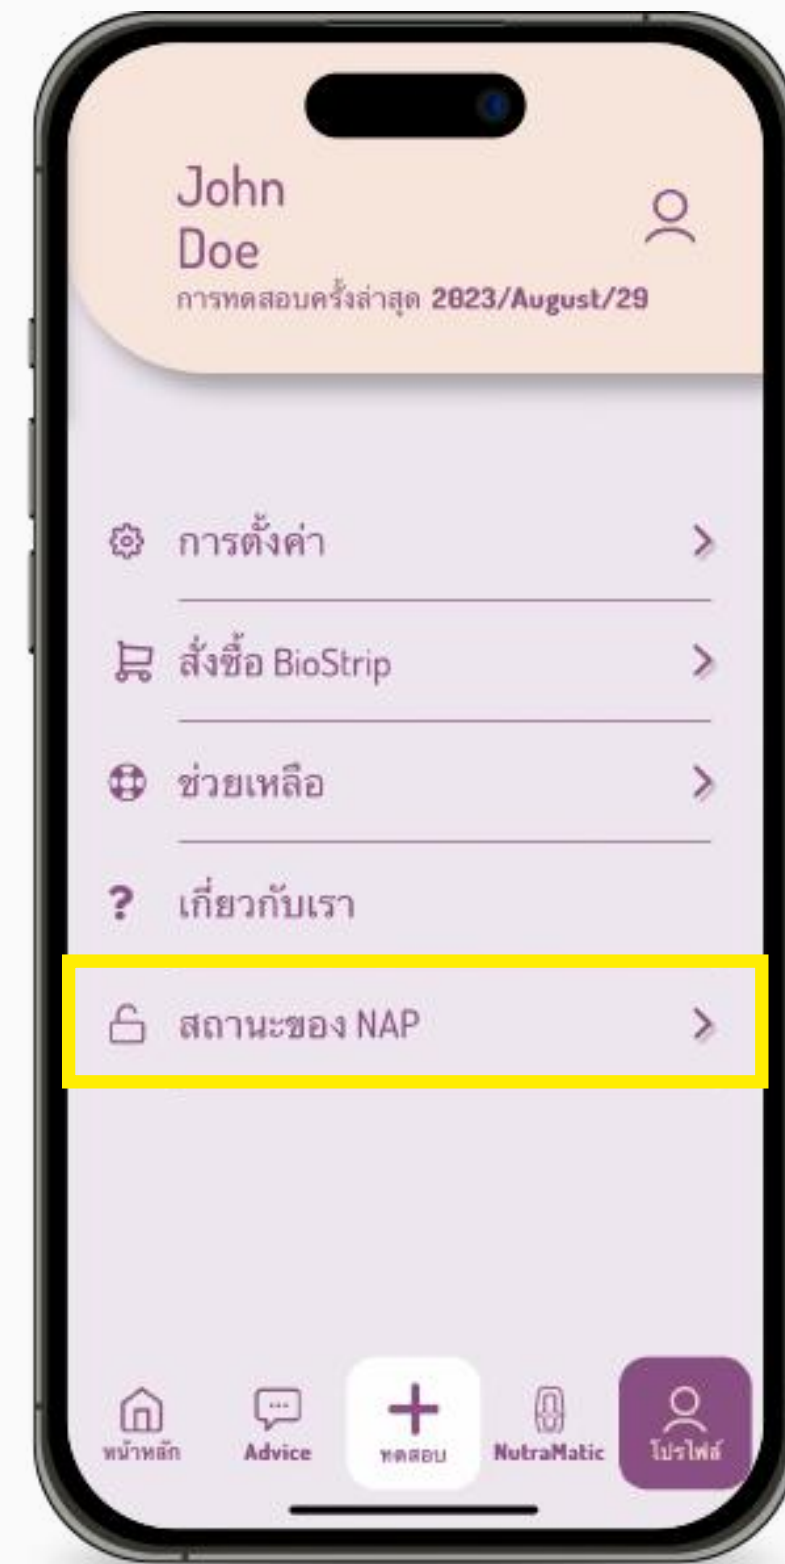 John
Doe
การทดสอบครั้งล่าสุด 2023/August/29
การตั้งค่า
สั่งซื้อ BioStrip
ช่วยเหลือ
? เกี่ยวกับเรา
สถานะของ NAP
หน้าหลัก Advice ทดสอบ NutraMatic โปรไฟล์